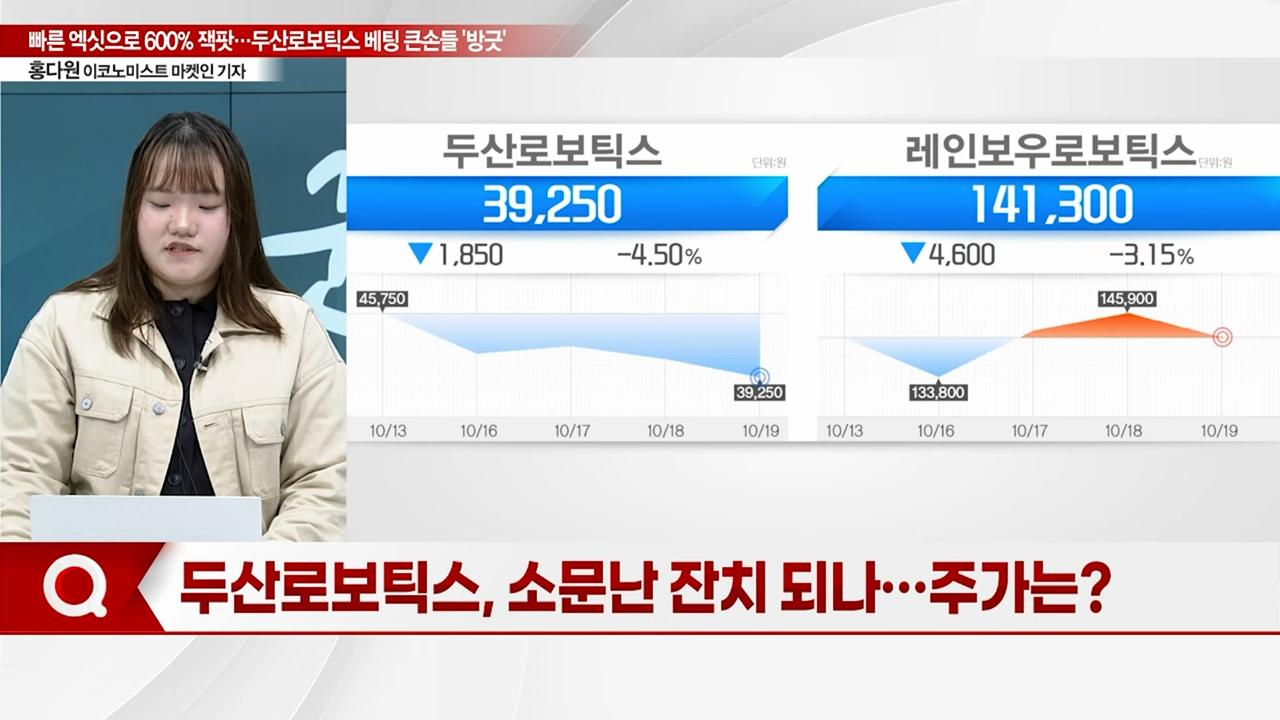 빠른 엑싯으로 600% 잭팟…두산로보틱스 베팅 큰손들 '방긋'
홍다원 이코노미스트 마켓인 기자
두산로보틱스
단위:원
39,250
▼1,850 -4.50%
45,750
39,250
10/13 10/16 10/17 10/18 10/19
레인보우로보틱스
단위:원
141,300
▼4,600 -3.15%
145,900
133,800
10/13 10/16 10/17 10/18 10/19
Q 두산로보틱스, 소문난 잔치 되나…주가는?